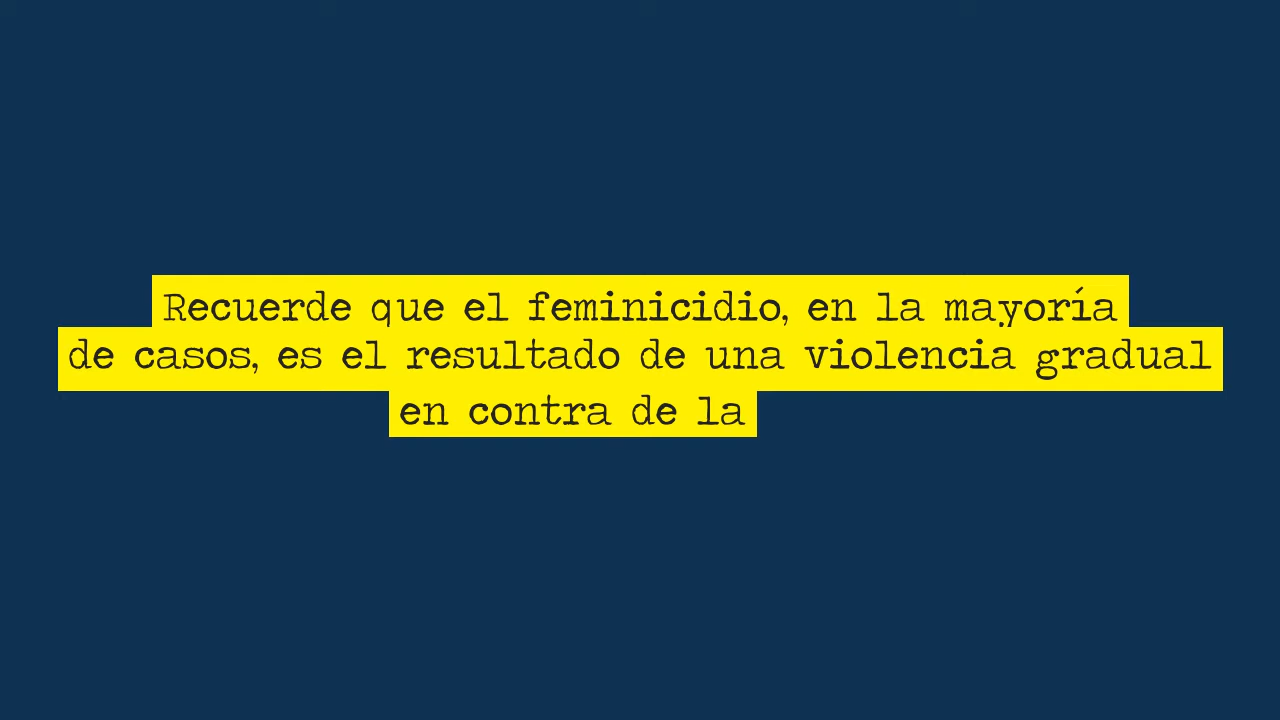 Recuerde que el feminicidio, en la mayoría
de casos, es el resultado de una violencia gradual
en contra de la